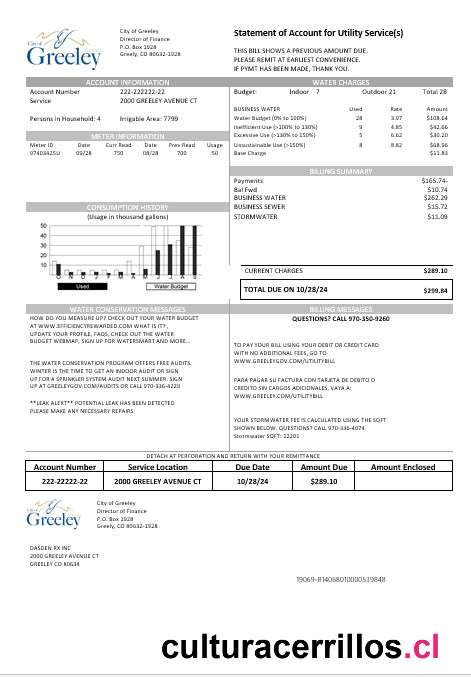 City of
Greeley
City of Greeley
Director of Finance
P.O. Box 1928
Greely, CO 80632-1928
Statement of Account for Utility Service(s)
THIS BILL SHOWS A PREVIOUS AMOUNT DUE.
PLEASE REMIT AT EARLIEST CONVENIENCE.
IF PYMT HAS BEEN MADE, THANK YOU.
ACCOUNT INFORMATION
Account Number 222-222222-22
Service 2000 GREELEY AVENUE CT
Persons in Household: 4 Irrigable Area: 7799
METER INFORMATION
Meter ID Date Curr Read Date Prev Read Usage
97403425U 09/28 750 08/28 700 50
WATER CHARGES
Budget: Indoor 7 Outdoor 21 Total 28
BUSINESS WATER Used Rate Amount
Water Budget (0% to 100%) 28 3.97 $108.64
Inefficient Use (>100% to 130%) 9 4.85 $42.66
Excessive Use (>130% to 150%) 5 6.62 $30.20
Unsustainable Use (>150%) 8 8.82 $68.96
Base Charge $11.83
BILLING SUMMARY
Payments $165.74-
Bal Fwd $10.74
BUSINESS WATER $262.29
BUSINESS SEWER $15.72
STORMWATER $11.09
CONSUMPTION HISTORY
(Usage in thousand gallons)
50
40
30
20
10
O N D J F M A M J J A S
Used
Water Budget
CURRENT CHARGES $289.10
TOTAL DUE ON 10/28/24 $299.84
WATER CONSERVATION MESSAGES
HOW DO YOU MEASURE UP? CHECK OUT YOUR WATER BUDGET
AT WWW.EFFICIENCYREWARDED.COM WHAT IS IT?,
UPDATE YOUR PROFILE, FAQS, CHECK OUT THE WATER
BUDGET WEBMAP, SIGN UP FOR WATERSMART AND MORE..
THE WATER CONSERVATION PROGRAM OFFERS FREE AUDITS.
WINTER IS THE TIME TO GET AN INDOOR AUDIT OR SIGN
UP FOR A SPRINKLER SYSTEM AUDIT NEXT SUMMER. SIGN
UP AT GREELEYGOV.COM/AUDITS OR CALL 970-336-4223
**LEAK ALERT** POTENTIAL LEAK HAS BEEN DETECTED
PLEASE MAKE ANY NECESSARY REPAIRS
BILLING MESSAGES
QUESTIONS? CALL 970-350-9260
TO PAY YOUR BILL USING YOUR DEBIT OR CREDIT CARD
WITH NO ADDITIONAL FEES, GO TO
WWW.GREELEY.COM/UTILITYBILL
PARA PAGAR SU FACTURA CON TARJETA DE DEBITO O
CREDITO SIN CARGOS ADICIONALES, VAYA A:
WWW.GREELEY.COM/UTILITYBILL
YOUR STORMWATER FEE IS CALCULATED USING THE SQFT
SHOWN BELOW. QUESTIONS? CALL 970-336-4074
Stormwater SQFT: 12201
DETACH AT PERFORATION AND RETURN WITH YOUR REMITTANCE
Account Number Service Location Due Date Amount Due Amount Enclosed
222-22222-22 2000 GREELEY AVENUE CT 10/28/24 $289.10
City of
Greeley
City of Greeley
Director of Finance
P.O. Box 1928
Greely, CO 80632-1928
DASDEN RX INC
2000 GREELEY AVENUE CT
GREELEY CO 80634
19069-81406801000053984​8
culturacerrillos.cl